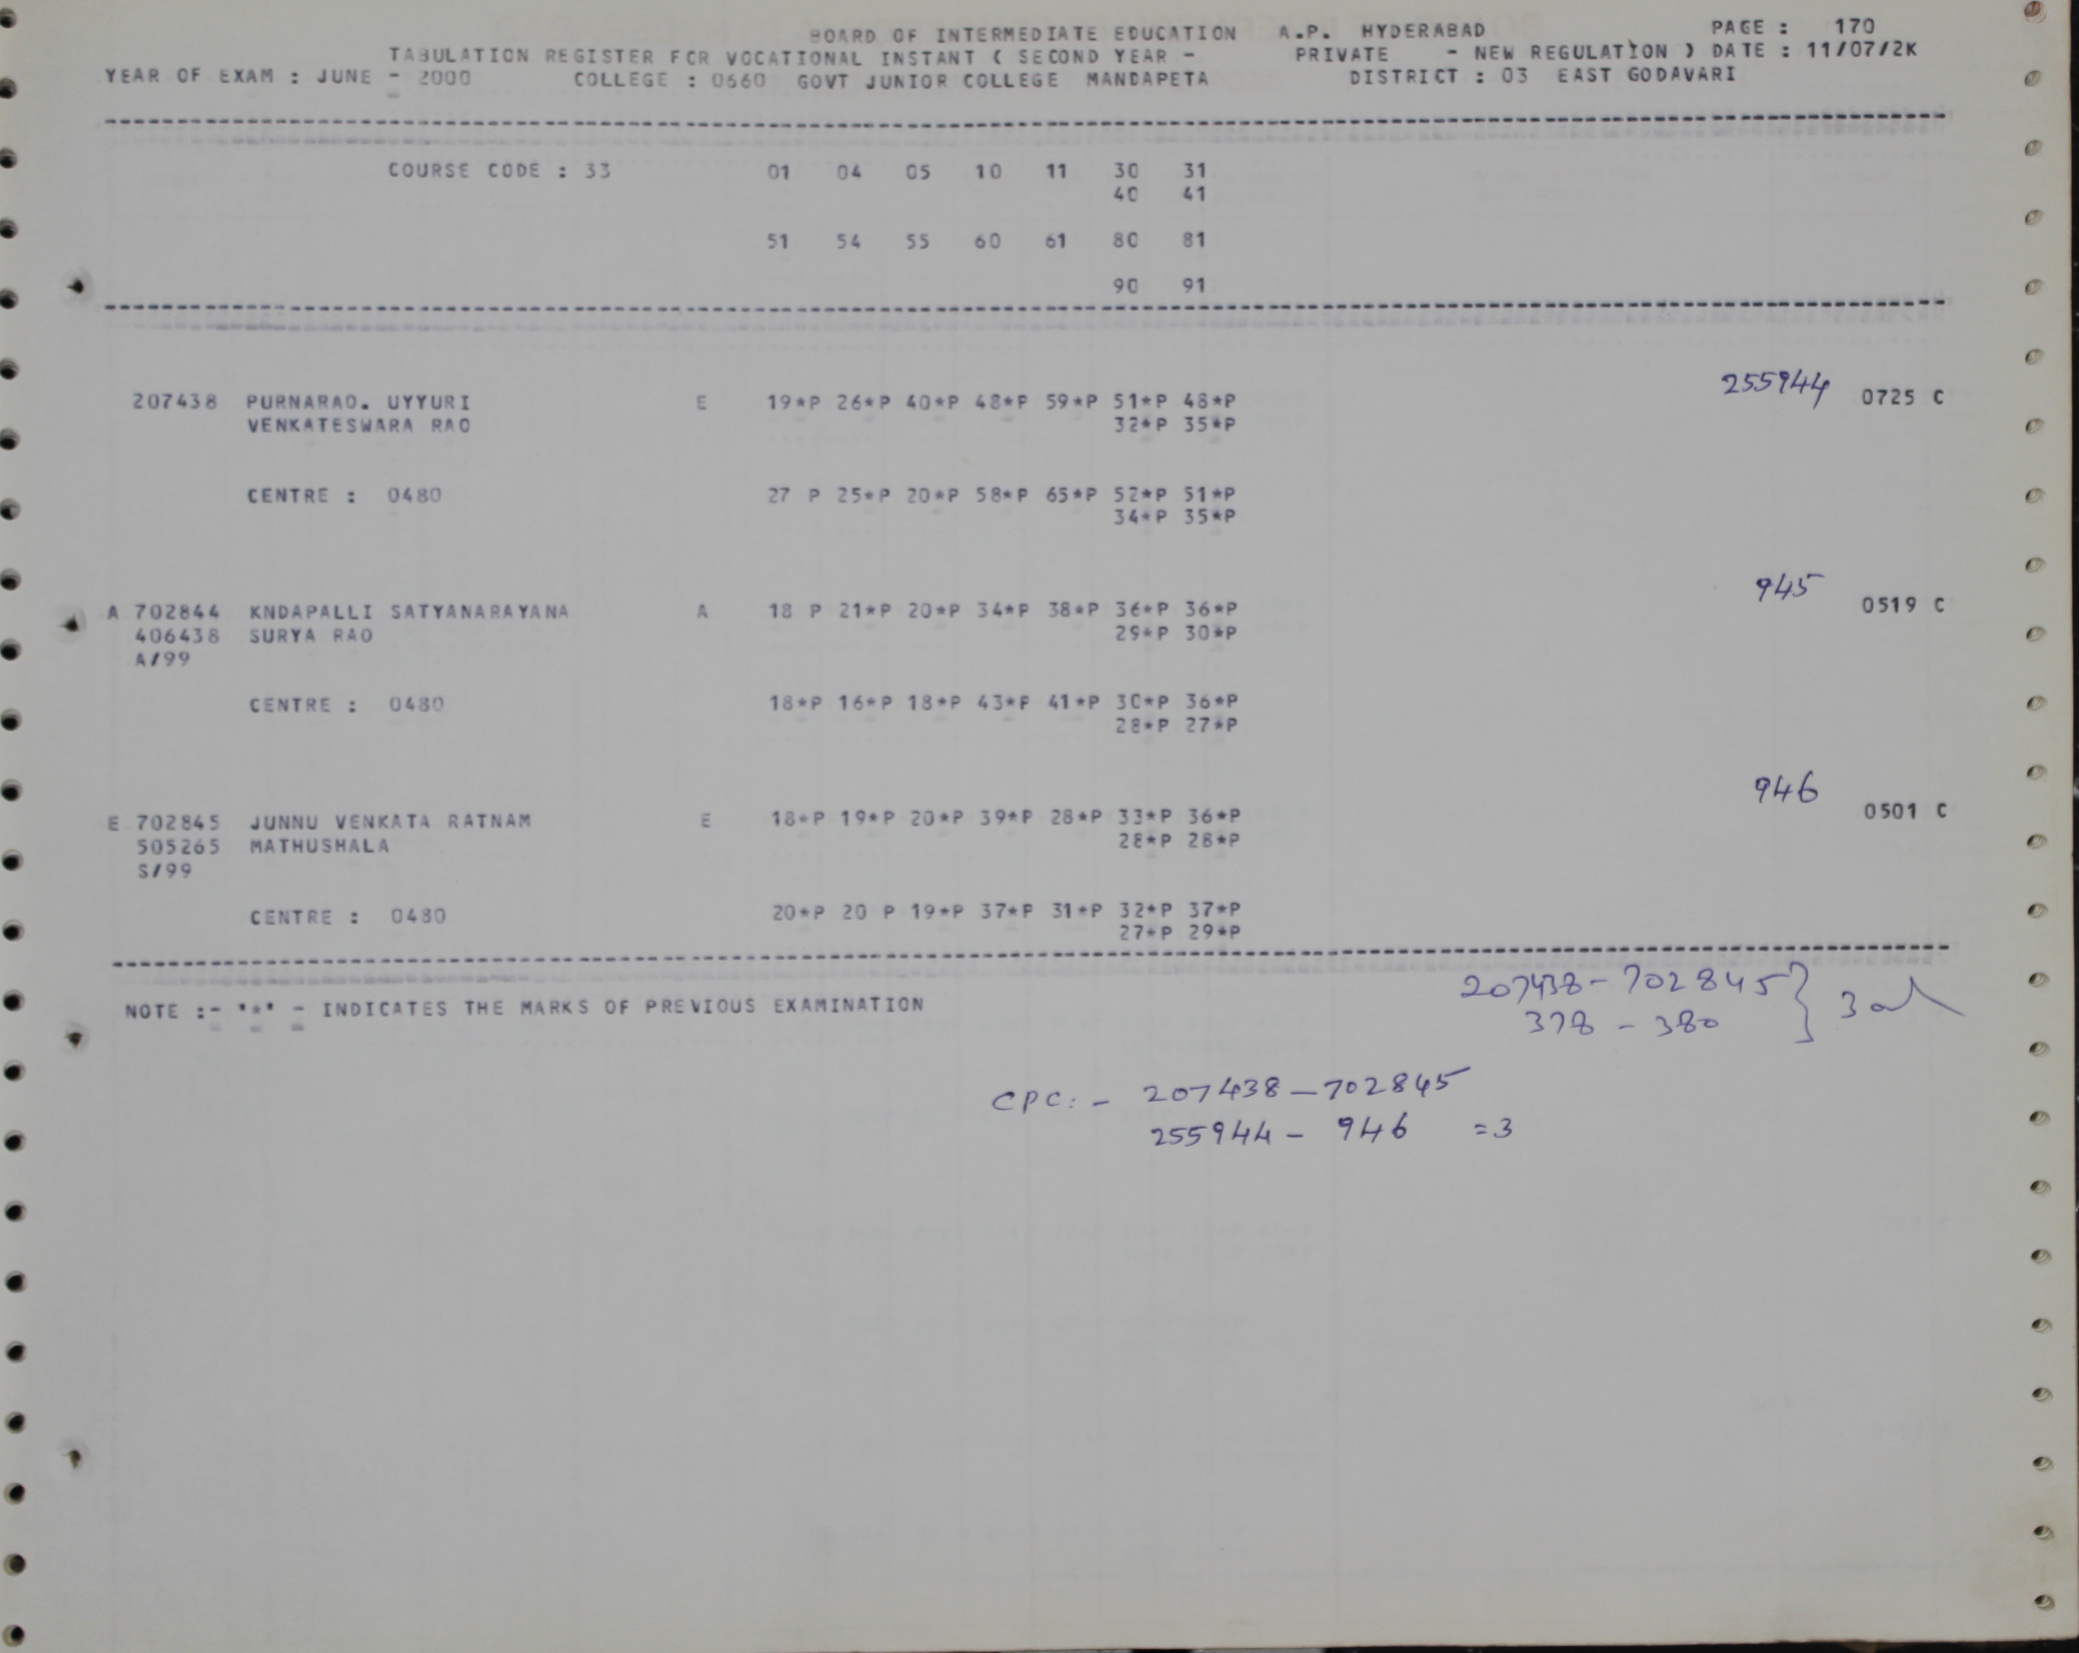 BOARD OF INTERMEDIATE EDUCATION A.P. HYDERABAD PAGE : 170
TABULATION REGISTER FOR VOCATIONAL INSTANT ( SECOND YEAR - PRIVATE - NEW REGULATION ) DATE : 11/07/2K
YEAR OF EXAM : JUNE - 2000 COLLEGE : 0660 GOVT JUNIOR COLLEGE MANDAPETA DISTRICT : 03 EAST GODAVARI
COURSE CODE : 33 01 04 05 10 11 30 31
40 41
51 54 55 60 61 80 81
90 91
255944
207438 PURNARAO. UYYURI E 19*P 26*P 40*P 48*P 59*P 51*P 48*P 0725 C
VENKATESWARA RAO 32*P 35*P
CENTRE : 0480 27 P 25*P 20*P 58*P 65*P 52*P 51*P
34*P 35*P
945
A 702844 KNDAPALLI SATYANARAYANA A 18 P 21*P 20*P 34*P 38*P 36*P 36*P 0519 C
406438 SURYA RAO 29*P 30*P
A/99
CENTRE : 0480 18*P 16*P 18*P 43*P 41*P 30*P 36*P
28*P 27*P
946
E 702845 JUNNU VENKATA RATNAM E 18*P 19*P 20*P 39*P 28*P 33*P 36*P 0501 C
505265 MATHUSHALA 28*P 28*P
S/99
CENTRE : 0480 20*P 20 P 19*P 37*P 31*P 32*P 37*P
27*P 29*P
NOTE :- '*' - INDICATES THE MARKS OF PREVIOUS EXAMINATION
207438 - 702845 } 3
378 - 380
CPC: - 207438 - 702845
255944 - 946 = 3